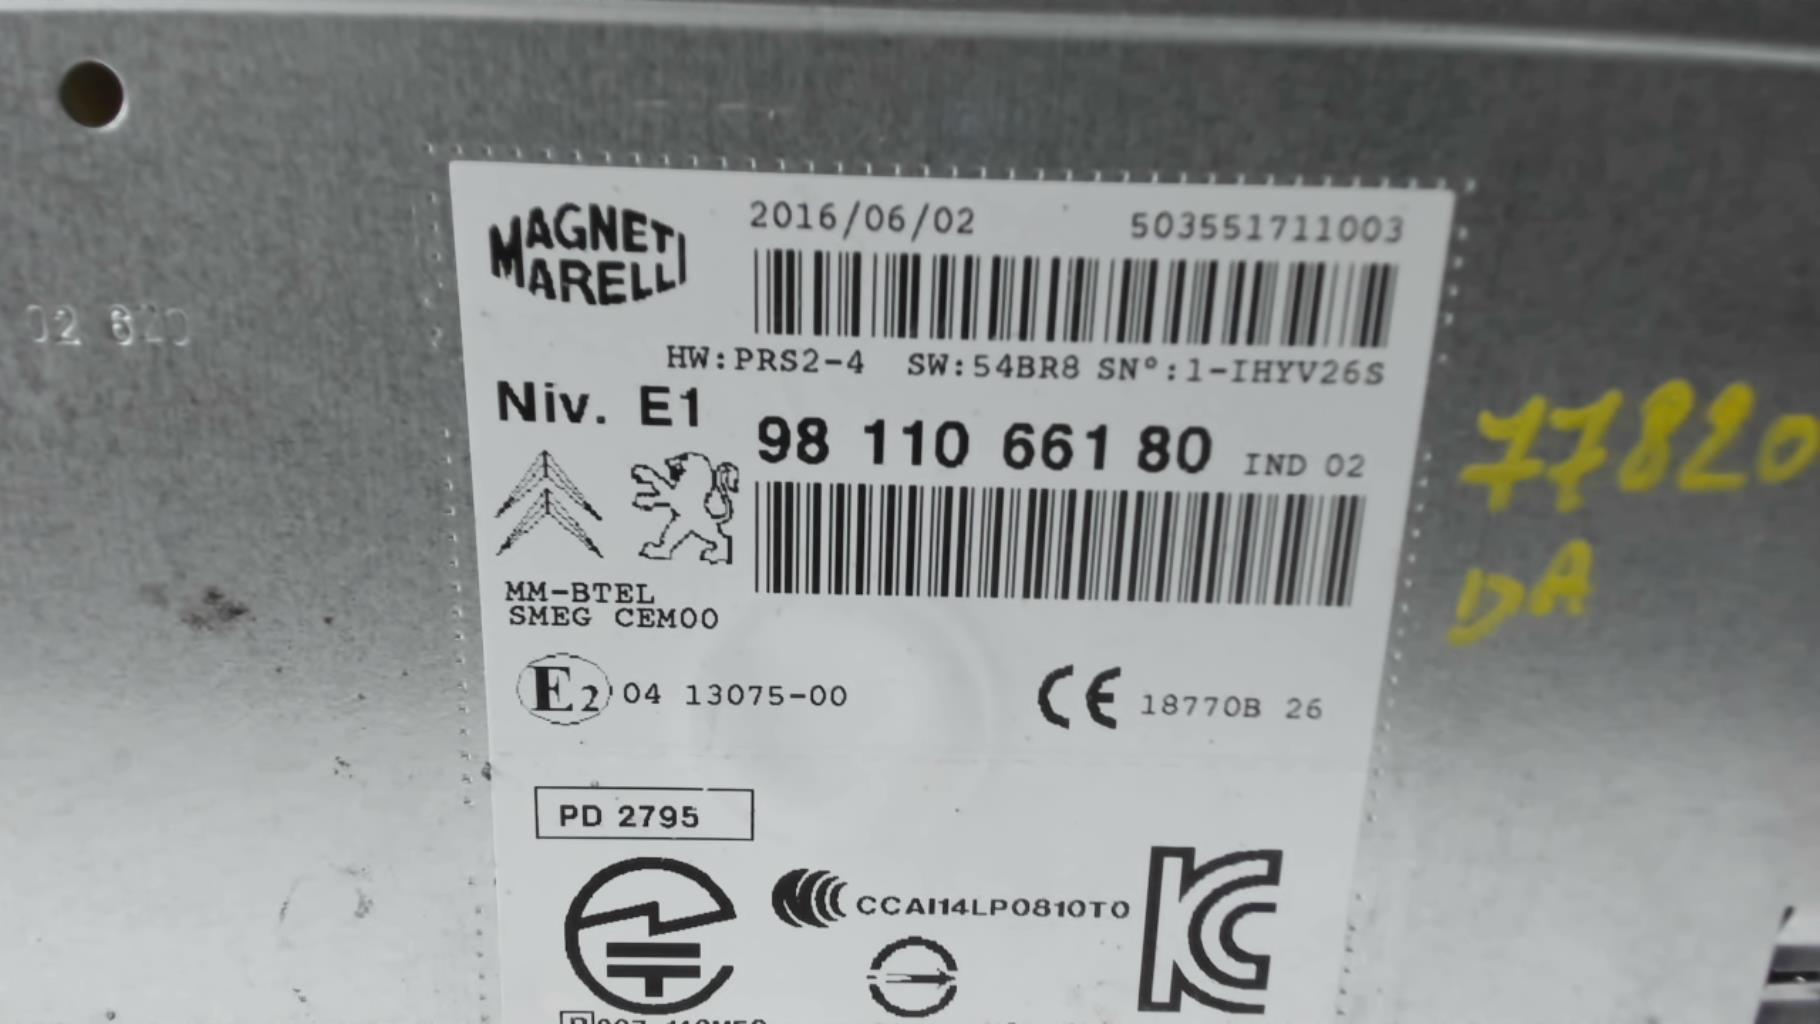 MAGNETI
MARELLI
2016/06/02 503551711003
HW:PRS2-4 SW:54BR8 SN°:1-IHYV26S
Niv. E1
98 110 661 80 IND 02
MM-BTEL
SMEG CEM00
E2 04 13075-00
CE 18770B 26
PD 2795
CCAI14LP0810T0
KC
77820
DA